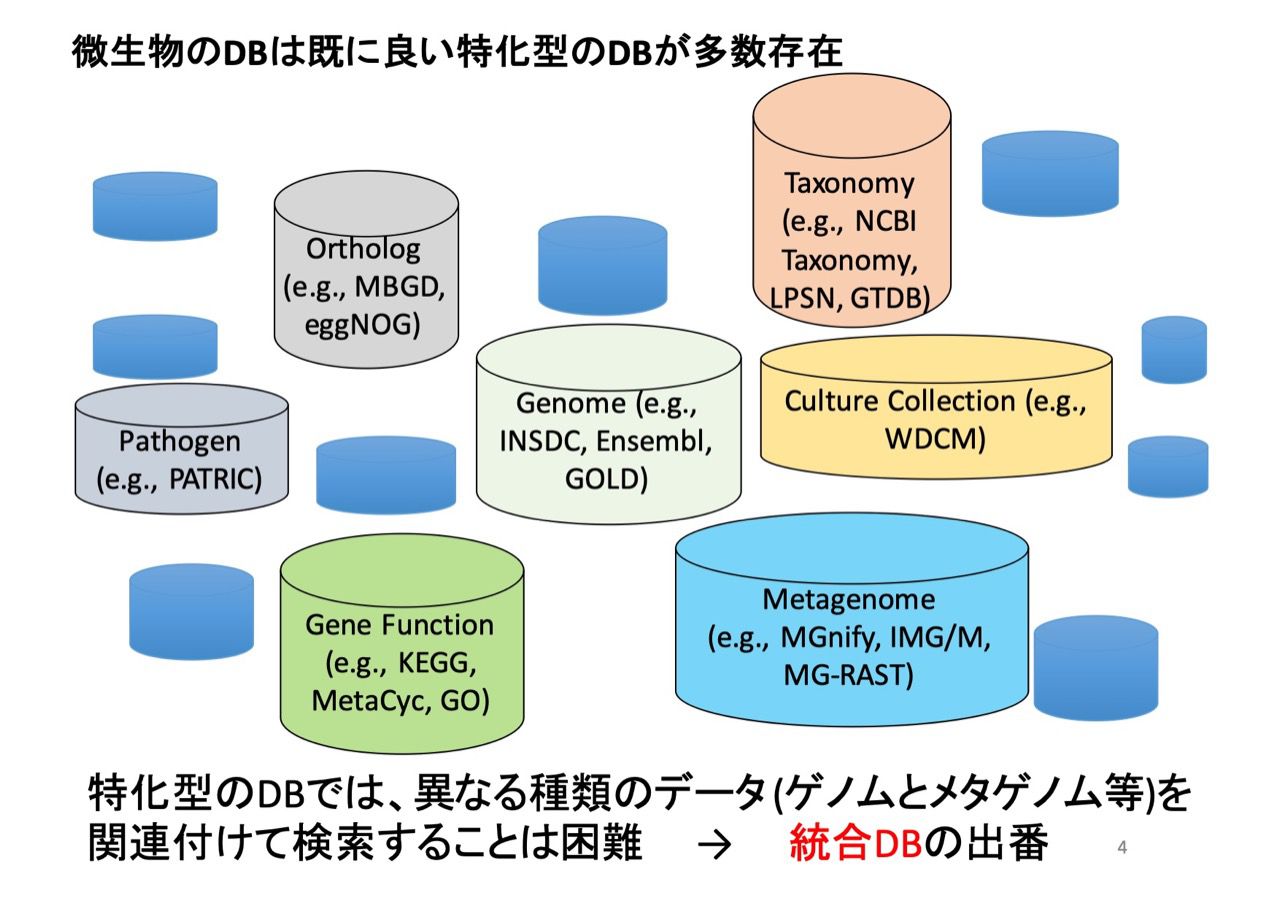 微生物のDBは既に良い特化型のDBが多数存在
Taxonomy
(e.g., NCBI
Taxonomy,
LPSN, GTDB)
Ortholog
(e.g., MBGD,
eggNOG)
Genome (e.g.,
INSDC, Ensembl,
GOLD)
Culture Collection (e.g.,
WDCM)
Pathogen
(e.g., PATRIC)
Gene Function
(e.g., KEGG,
MetaCyc, GO)
Metagenome
(e.g., MGnify, IMG/M,
MG-RAST)
特化型のDBでは、異なる種類のデータ(ゲノムとメタゲノム等)を
関連付けて検索することは困難 → 統合DBの出番
4